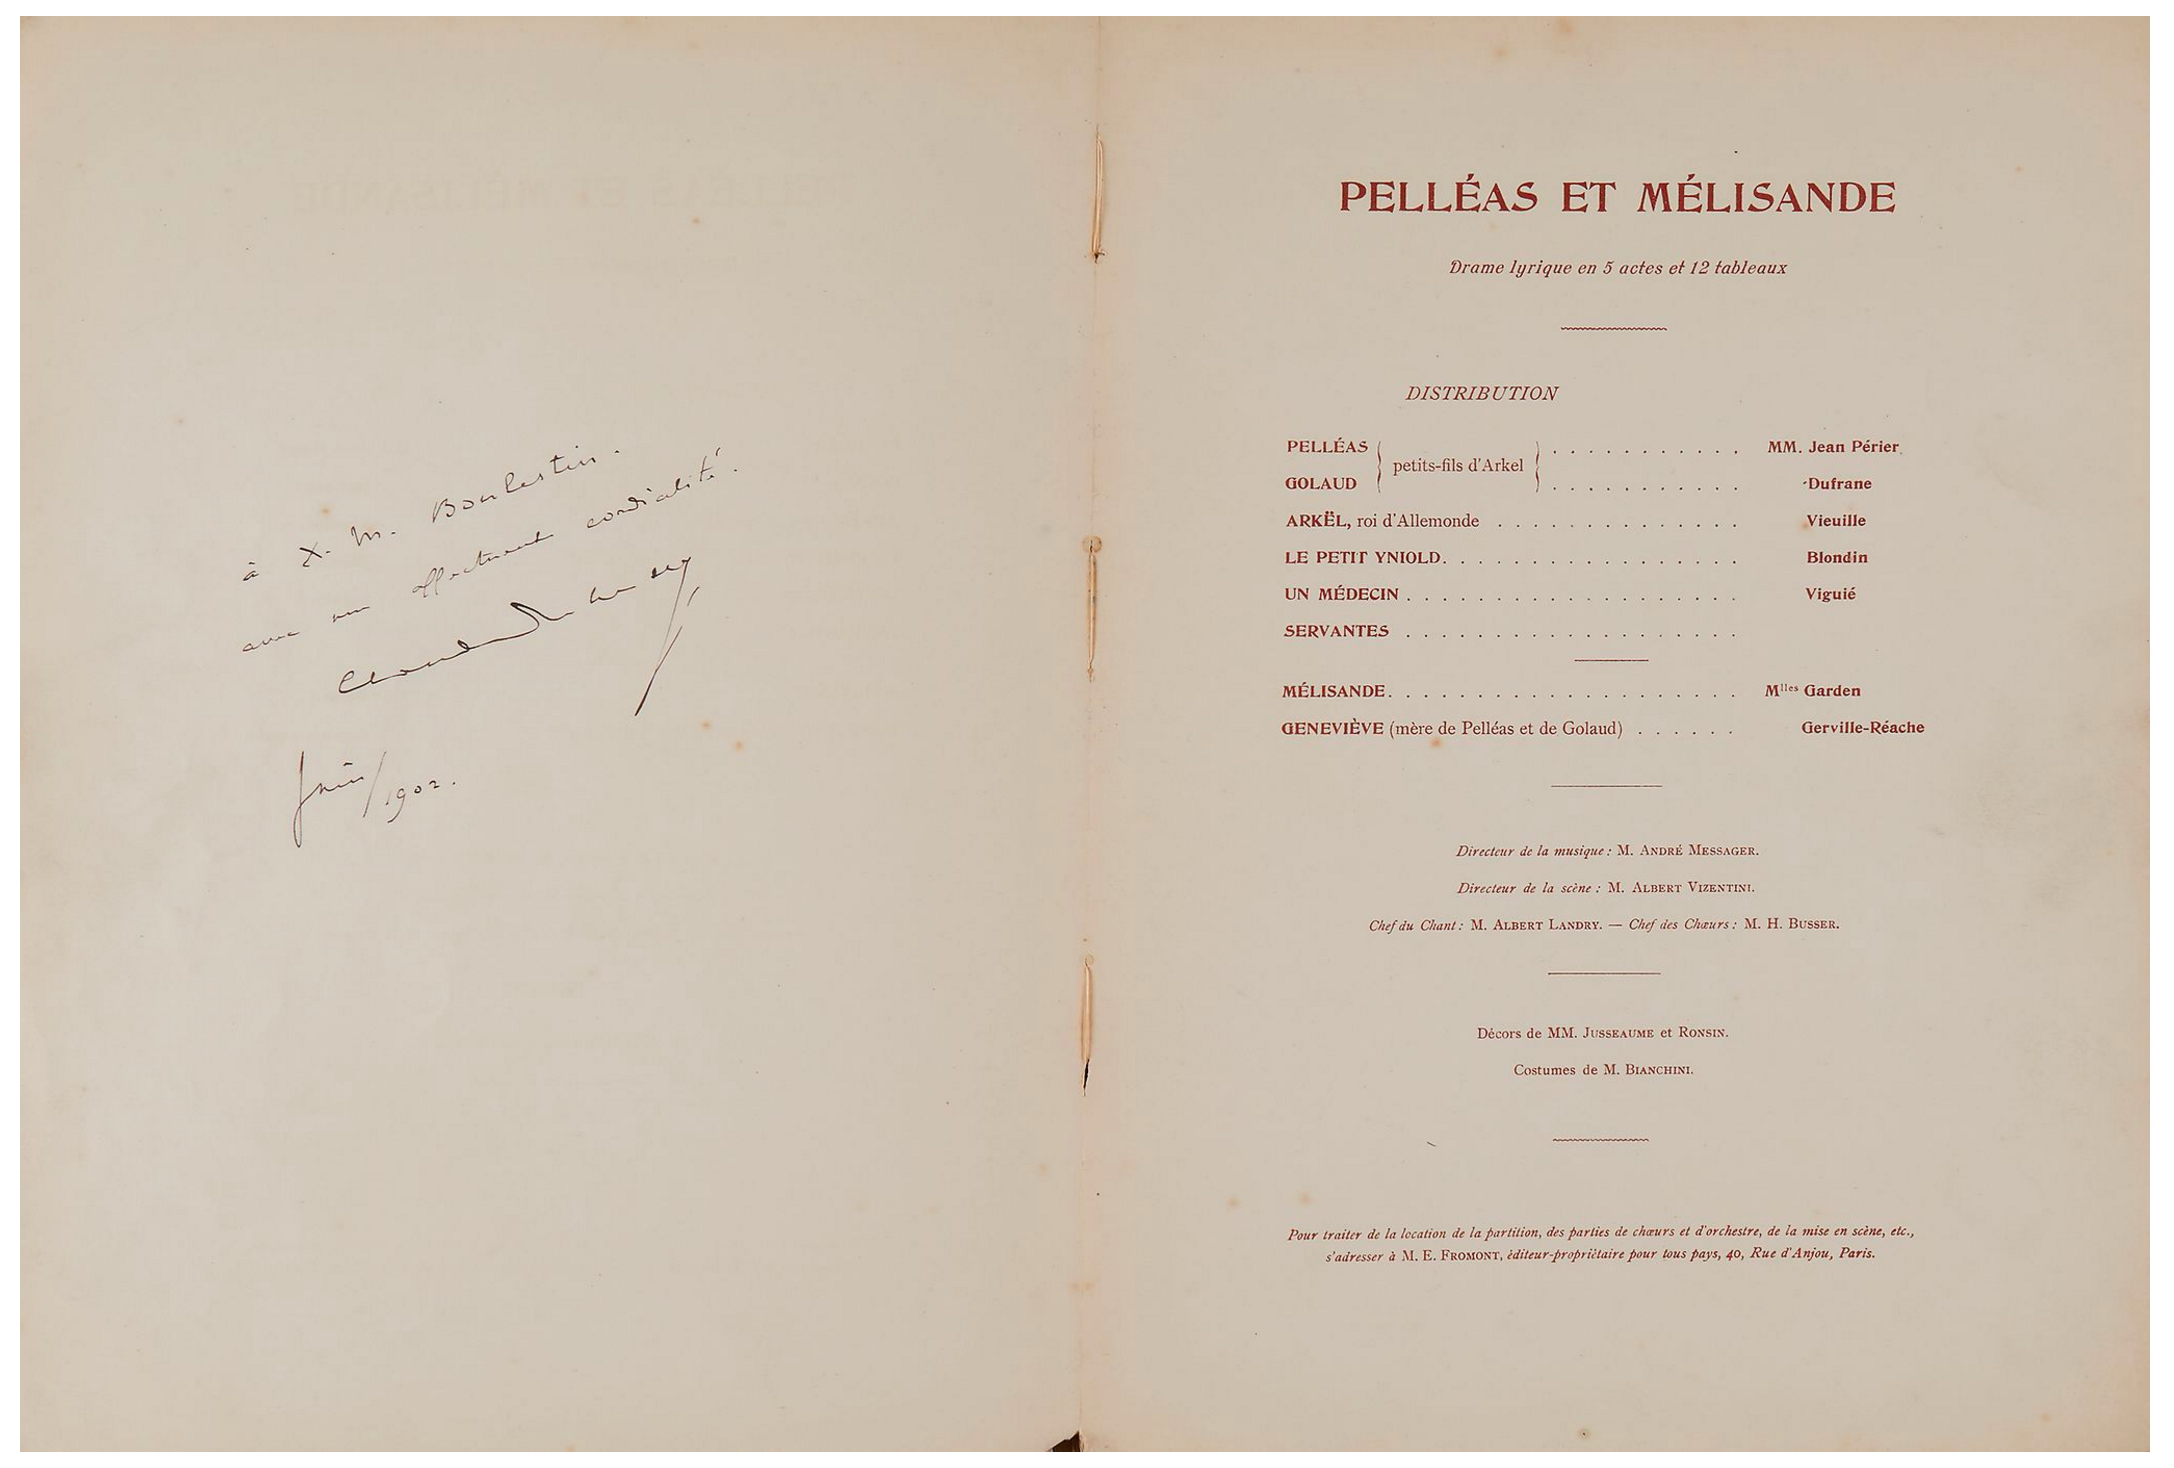 à X. M. Boulestin.
avec une affectueuse cordialité.
Claude Debussy
Juin/1902.
PELLÉAS ET MÉLISANDE
Drame lyrique en 5 actes et 12 tableaux
DISTRIBUTION
PELLÉAS } petits-fils d'Arkel { . . . . . . . . . . . MM. Jean Périer
GOLAUD . . . . . . . . . . . Dufrane
ARKËL, roi d'Allemonde . . . . . . . . . . . . . . Vieuille
LE PETIT YNIOLD. . . . . . . . . . . . . . . . . Blondin
UN MÉDECIN . . . . . . . . . . . . . . . . . . . Viguié
SERVANTES . . . . . . . . . . . . . . . . . . .
MÉLISANDE. . . . . . . . . . . . . . . . . . . . Mlles Garden
GENEVIÈVE (mère de Pelléas et de Golaud) . . . . . . Gerville-Réache
Directeur de la musique : M. ANDRÉ MESSAGER.
Directeur de la scène : M. ALBERT VIZENTINI.
Chef du Chant : M. ALBERT LANDRY. — Chef des Chœurs : M. H. BUSSER.
Décors de MM. JUSSEAUME et RONSIN.
Costumes de M. BIANCHINI.
Pour traiter de la location de la partition, des parties de chœurs et d'orchestre, de la mise en scène, etc.,
s'adresser à M. E. FROMONT, éditeur-propriétaire pour tous pays, 40, Rue d'Anjou, Paris.